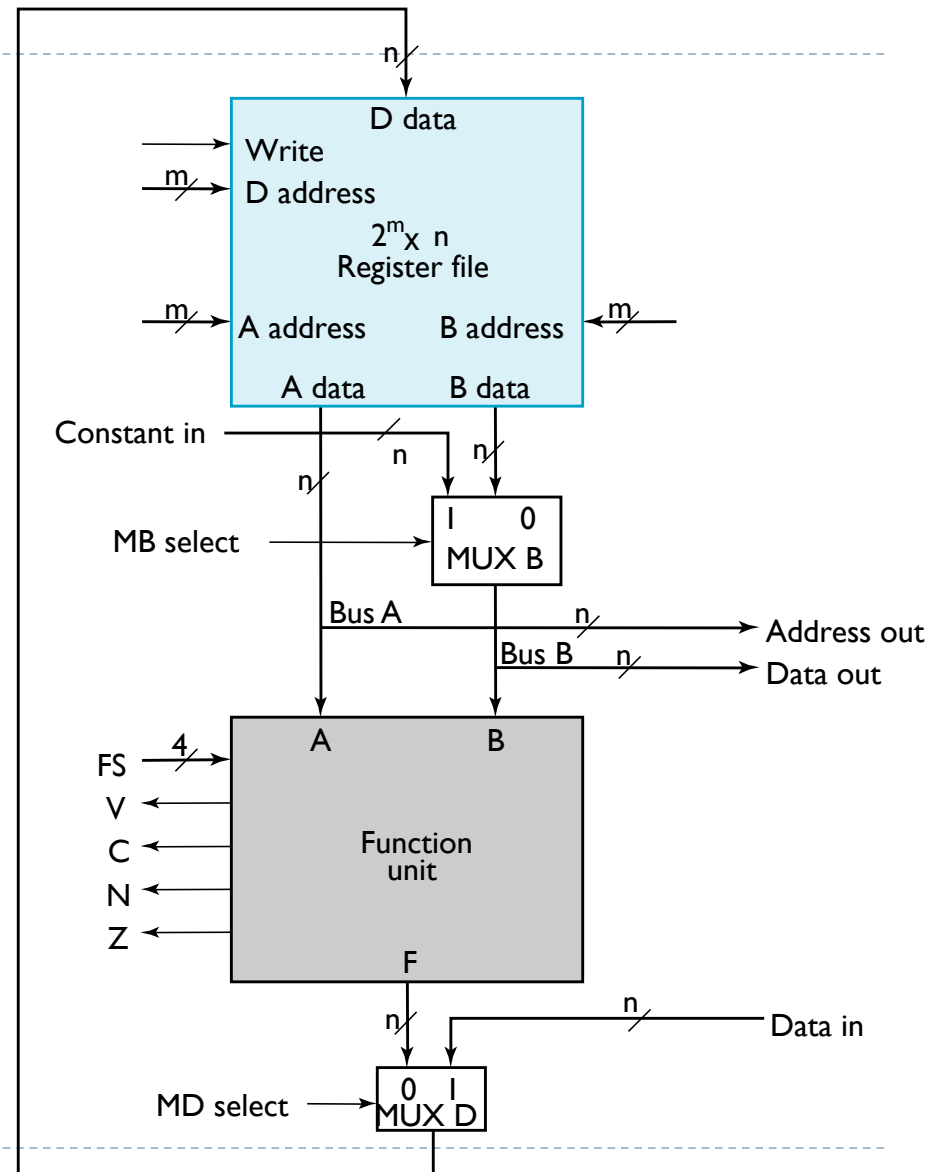 n
D data
Write
m
D address
2ᵐx n
Register file
m
A address
B address
m
A data
B data
Constant in
n
n
n
1 0
MUX B
MB select
Bus A
n
Address out
Bus B
n
Data out
A
B
FS
4
V
C
N
Z
Function
unit
F
n
n
Data in
0 1
MUX D
MD select